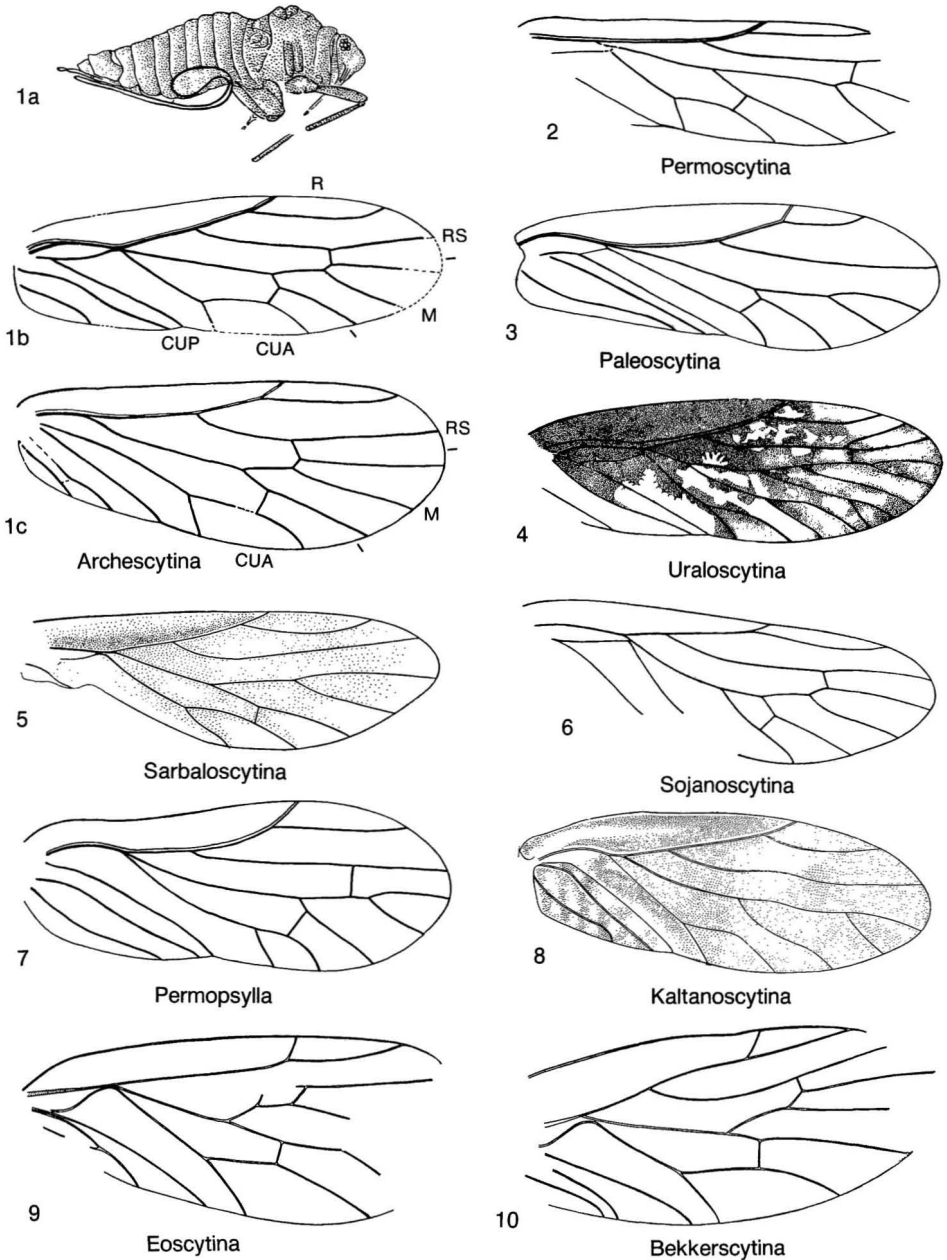 1a
2
Permoscytina
R
RS
M
1b
CUP
CUA
3
Paleoscytina
RS
M
1c
Archescytina
CUA
4
Uraloscytina
5
Sarbaloscytina
6
Sojanoscytina
7
Permopsylla
8
Kaltanoscytina
9
Eoscytina
10
Bekkerscytina